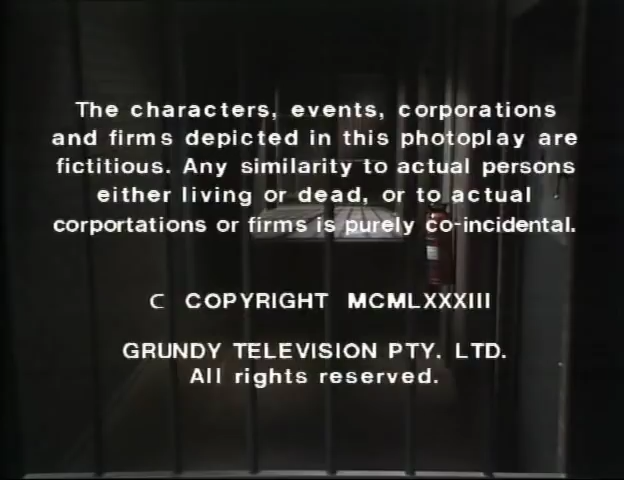 The characters, events, corporations
and firms depicted in this photoplay are
fictitious. Any similarity to actual persons
either living or dead, or to actual
corportations or firms is purely co-incidental.
C COPYRIGHT MCMLXXXIII
GRUNDY TELEVISION PTY. LTD.
All rights reserved.